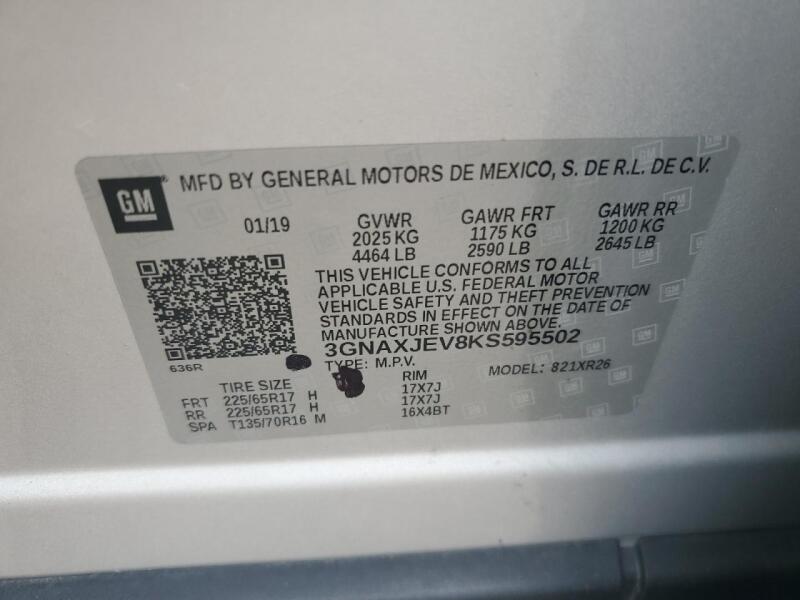 GM ® MFD BY GENERAL MOTORS DE MEXICO, S. DE R.L. DE C.V.
01/19 GVWR GAWR FRT GAWR RR
2025 KG 1175 KG 1200 KG
4464 LB 2590 LB 2645 LB
THIS VEHICLE CONFORMS TO ALL
APPLICABLE U.S. FEDERAL MOTOR
VEHICLE SAFETY AND THEFT PREVENTION
STANDARDS IN EFFECT ON THE DATE OF
MANUFACTURE SHOWN ABOVE.
3GNAXJEV8KS595502
636R TYPE: M.P.V. MODEL: 821XR26
TIRE SIZE RIM
FRT 225/65R17 H 17X7J
RR 225/65R17 H 17X7J
SPA T135/70R16 M 16X4BT